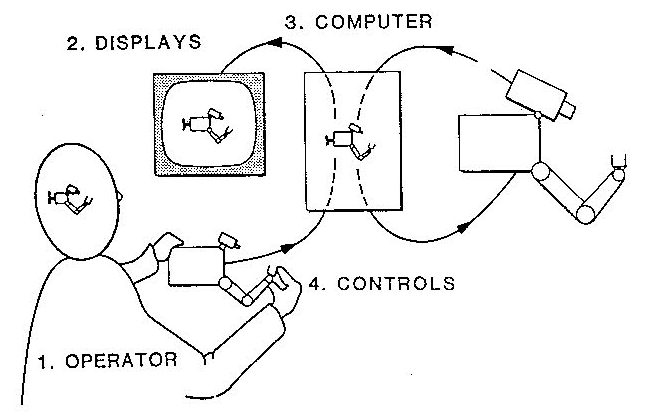 3. COMPUTER
2. DISPLAYS
4. CONTROLS
1. OPERATOR